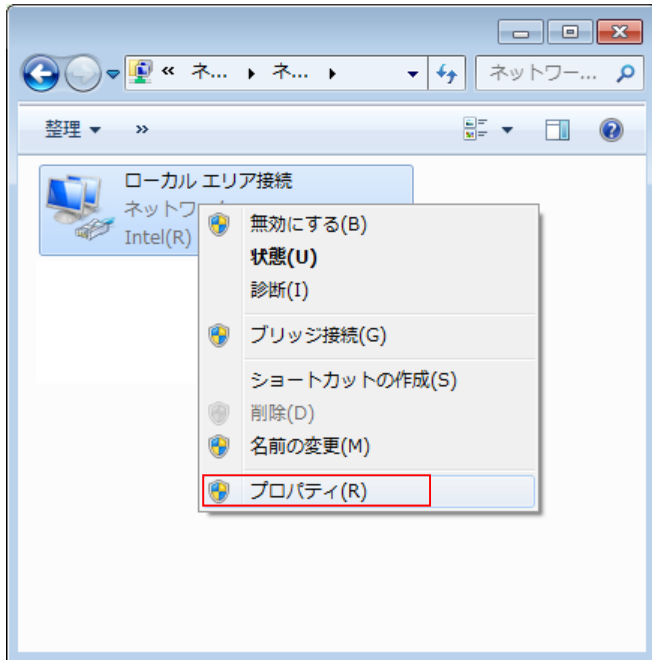 « ネ... ▸ ネ... ▸
ネットワー...
整理 ▼ »
ローカル エリア接続
ネットワ
Intel(R)
無効にする(B)
状態(U)
診断(I)
ブリッジ接続(G)
ショートカットの作成(S)
削除(D)
名前の変更(M)
プロパティ(R)